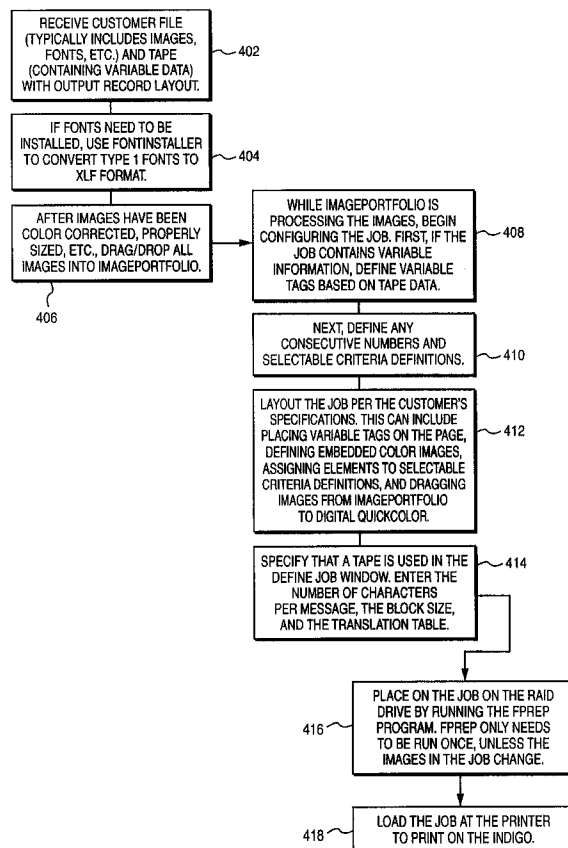 RECEIVE CUSTOMER FILE
(TYPICALLY INCLUDES IMAGES,
FONTS, ETC.) AND TAPE
(CONTAINING VARIABLE DATA)
WITH OUTPUT RECORD LAYOUT.
402
IF FONTS NEED TO BE
INSTALLED, USE FONTINSTALLER
TO CONVERT TYPE 1 FONTS TO
XLF FORMAT.
404
AFTER IMAGES HAVE BEEN
COLOR CORRECTED, PROPERLY
SIZED, ETC., DRAG/DROP ALL
IMAGES INTO IMAGEPORTFOLIO.
406
WHILE IMAGEPORTFOLIO IS
PROCESSING THE IMAGES, BEGIN
CONFIGURING THE JOB. FIRST, IF THE
JOB CONTAINS VARIABLE
INFORMATION, DEFINE VARIABLE
TAGS BASED ON TAPE DATA.
408
NEXT, DEFINE ANY
CONSECUTIVE NUMBERS AND
SELECTABLE CRITERIA DEFINITIONS.
410
LAYOUT THE JOB PER THE CUSTOMER'S
SPECIFICATIONS. THIS CAN INCLUDE
PLACING VARIABLE TAGS ON THE PAGE,
DEFINING EMBEDDED COLOR IMAGES,
ASSIGNING ELEMENTS TO SELECTABLE
CRITERIA DEFINITIONS, AND DRAGGING
IMAGES FROM IMAGEPORTFOLIO
TO DIGITAL QUICKCOLOR.
412
SPECIFY THAT A TAPE IS USED IN THE
DEFINE JOB WINDOW. ENTER THE
NUMBER OF CHARACTERS
PER MESSAGE, THE BLOCK SIZE,
AND THE TRANSLATION TABLE.
414
PLACE ON THE JOB ON THE RAID
DRIVE BY RUNNING THE FPREP
PROGRAM. FPREP ONLY NEEDS
TO BE RUN ONCE, UNLESS THE
IMAGES IN THE JOB CHANGE.
416
LOAD THE JOB AT THE PRINTER
TO PRINT ON THE INDIGO.
418